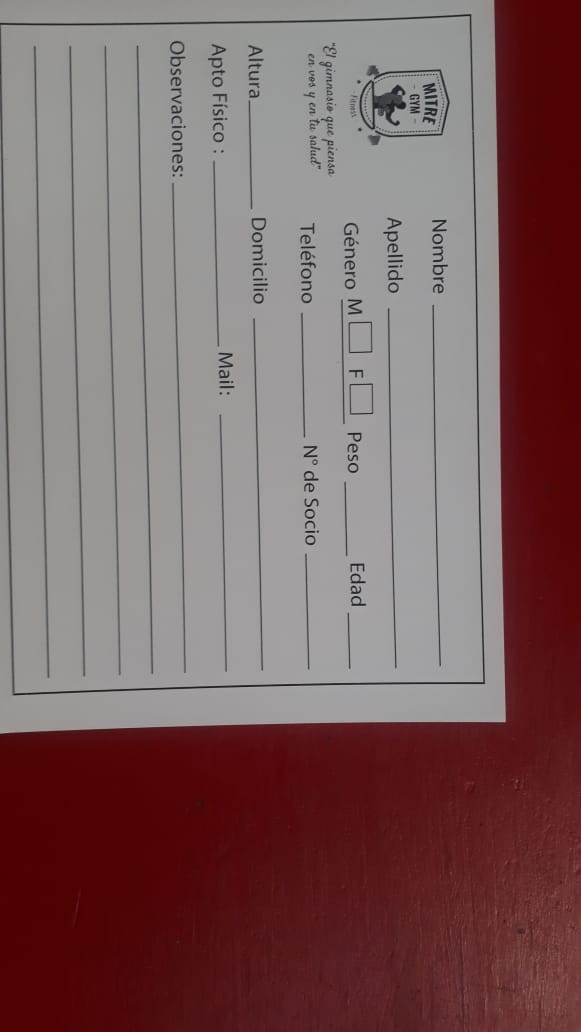 MITRE
- GYM -
· Fitness ·
"El gimnasio que piensa
en vos y en tu salud"
Nombre
Apellido
Género M F Peso Edad
Teléfono N° de Socio
Altura Domicilio
Apto Físico : Mail:
Observaciones: